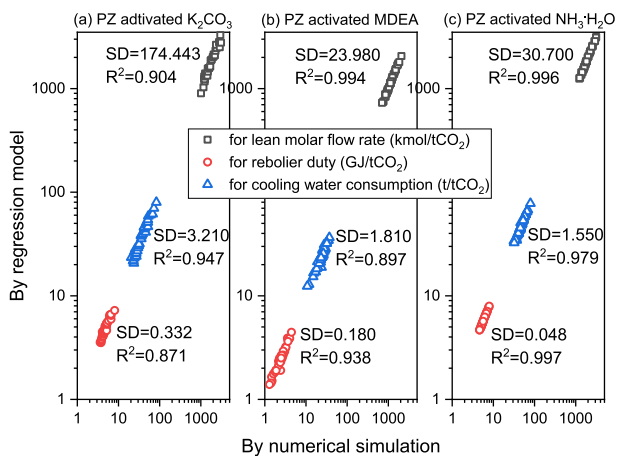 (a) PZ adtivated K₂CO₃
(b) PZ activated MDEA
(c) PZ activated NH₃·H₂O
SD=174.443
R²=0.904
SD=23.980
R²=0.994
SD=30.700
R²=0.996
1000
1000
1000
for lean molar flow rate (kmol/tCO₂)
for rebolier duty (GJ/tCO₂)
for cooling water consumption (t/tCO₂)
100
100
100
SD=3.210
R²=0.947
SD=1.810
R²=0.897
SD=1.550
R²=0.979
10
10
10
SD=0.332
R²=0.871
SD=0.180
R²=0.938
SD=0.048
R²=0.997
1
1
1
1 10 100 1000
1 10 100 1000
1 10 100 1000
By regression model
By numerical simulation